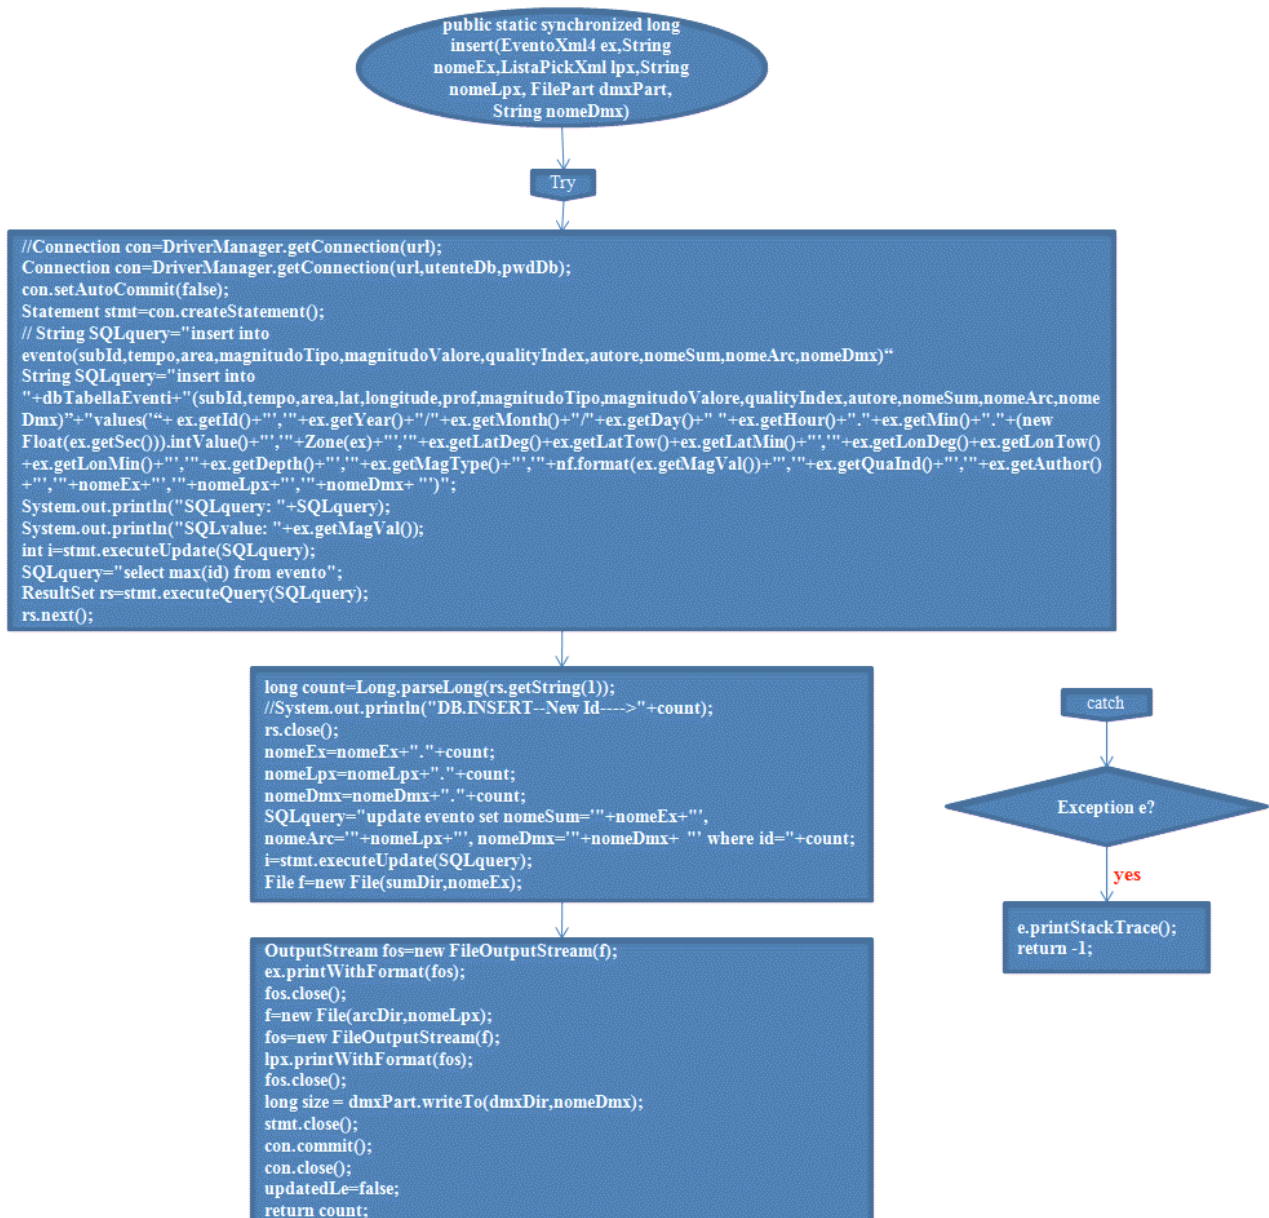 public static synchronized long
insert(EventoXml4 ex,String
nomeEx,ListaPickXml lpx,String
nomeLpx, FilePart dmxPart,
String nomeDmx)
Try
//Connection con=DriverManager.getConnection(url);
Connection con=DriverManager.getConnection(url,utenteDb,pwdDb);
con.setAutoCommit(false);
Statement stmt=con.createStatement();
// String SQLquery="insert into
evento(subId,tempo,area,magnitudoTipo,magnitudoValore,qualityIndex,autore,nomeSum,nomeArc,nomeDmx)“
String SQLquery="insert into
"+dbTabellaEventi+"(subId,tempo,area,lat,longitude,prof,magnitudoTipo,magnitudoValore,qualityIndex,autore,nomeSum,nomeArc,nome
Dmx)”+"values('“+ ex.getId()+"','"+ex.getYear()+"/"+ex.getMonth()+"/"+ex.getDay()+" "+ex.getHour()+"."+ex.getMin()+"."+(new
Float(ex.getSec())).intValue()+"','"+Zone(ex)+"','"+ex.getLatDeg()+ex.getLatTow()+ex.getLatMin()+"','"+ex.getLonDeg()+ex.getLonTow()
+ex.getLonMin()+"','"+ex.getDepth()+"','"+ex.getMagType()+"','"+nf.format(ex.getMagVal())+"','"+ex.getQuaInd()+"','"+ex.getAuthor()
+"','"+nomeEx+"','"+nomeLpx+"','"+nomeDmx+ "')";
System.out.println("SQLquery: "+SQLquery);
System.out.println("SQLvalue: "+ex.getMagVal());
int i=stmt.executeUpdate(SQLquery);
SQLquery="select max(id) from evento";
ResultSet rs=stmt.executeQuery(SQLquery);
rs.next();
long count=Long.parseLong(rs.getString(1));
//System.out.println("DB.INSERT--New Id---->"+count);
rs.close();
nomeEx=nomeEx+"."+count;
nomeLpx=nomeLpx+"."+count;
nomeDmx=nomeDmx+"."+count;
SQLquery="update evento set nomeSum='"+nomeEx+"',
nomeArc='"+nomeLpx+"', nomeDmx='"+nomeDmx+ "' where id="+count;
i=stmt.executeUpdate(SQLquery);
File f=new File(sumDir,nomeEx);
OutputStream fos=new FileOutputStream(f);
ex.printWithFormat(fos);
fos.close();
f=new File(arcDir,nomeLpx);
fos=new FileOutputStream(f);
lpx.printWithFormat(fos);
fos.close();
long size = dmxPart.writeTo(dmxDir,nomeDmx);
stmt.close();
con.commit();
con.close();
updatedLe=false;
return count;
catch
Exception e?
yes
e.printStackTrace();
return -1;